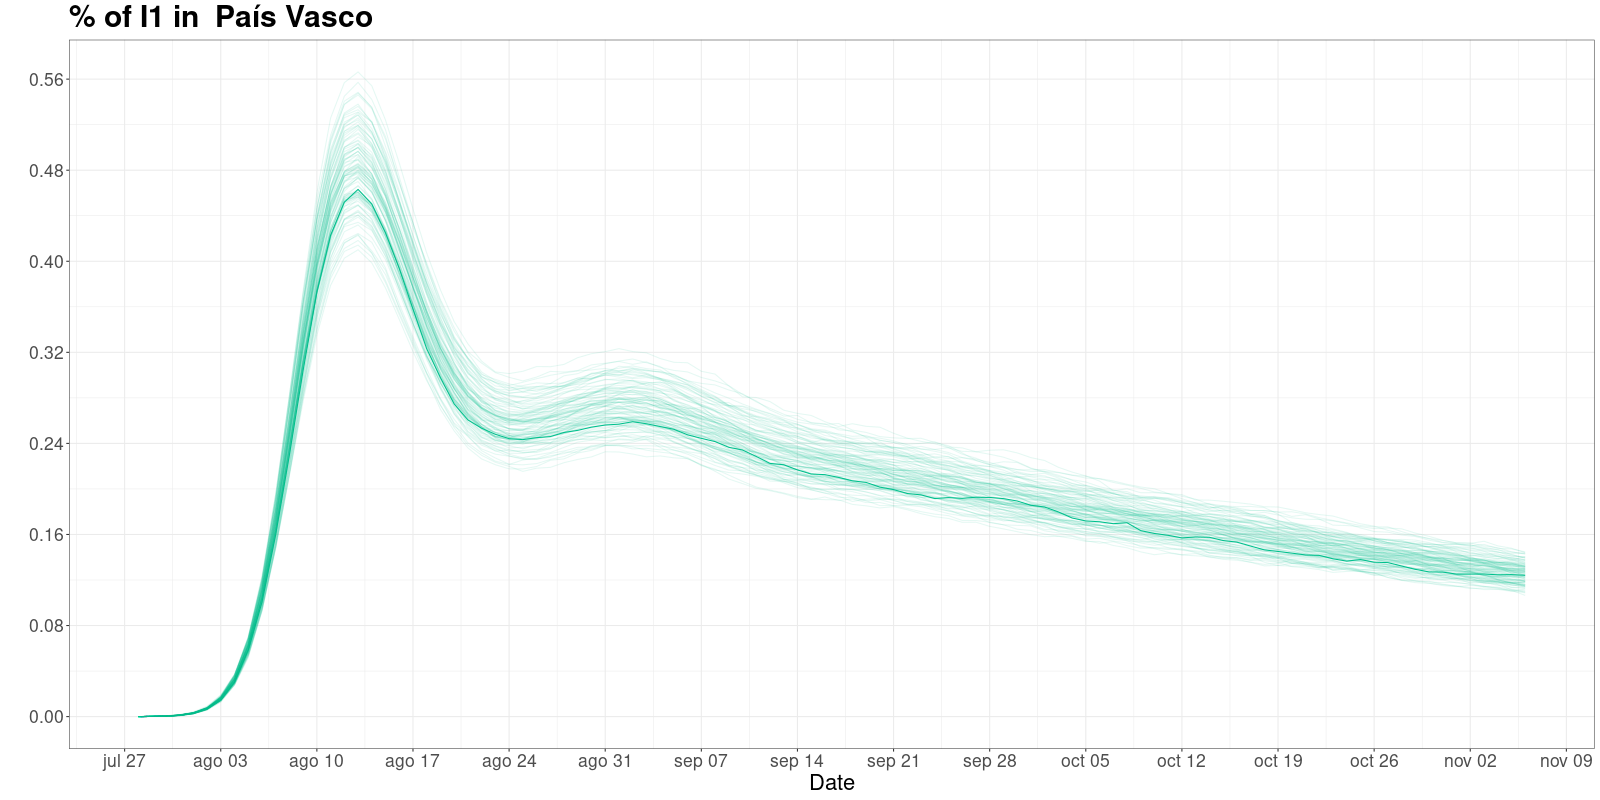 % of I1 in  País Vasco
0.56
0.48
0.40
0.32
0.24
0.16
0.08
0.00
jul 27 ago 03 ago 10 ago 17 ago 24 ago 31 sep 07 sep 14 sep 21 sep 28 oct 05 oct 12 oct 19 oct 26 nov 02 nov 09
Date